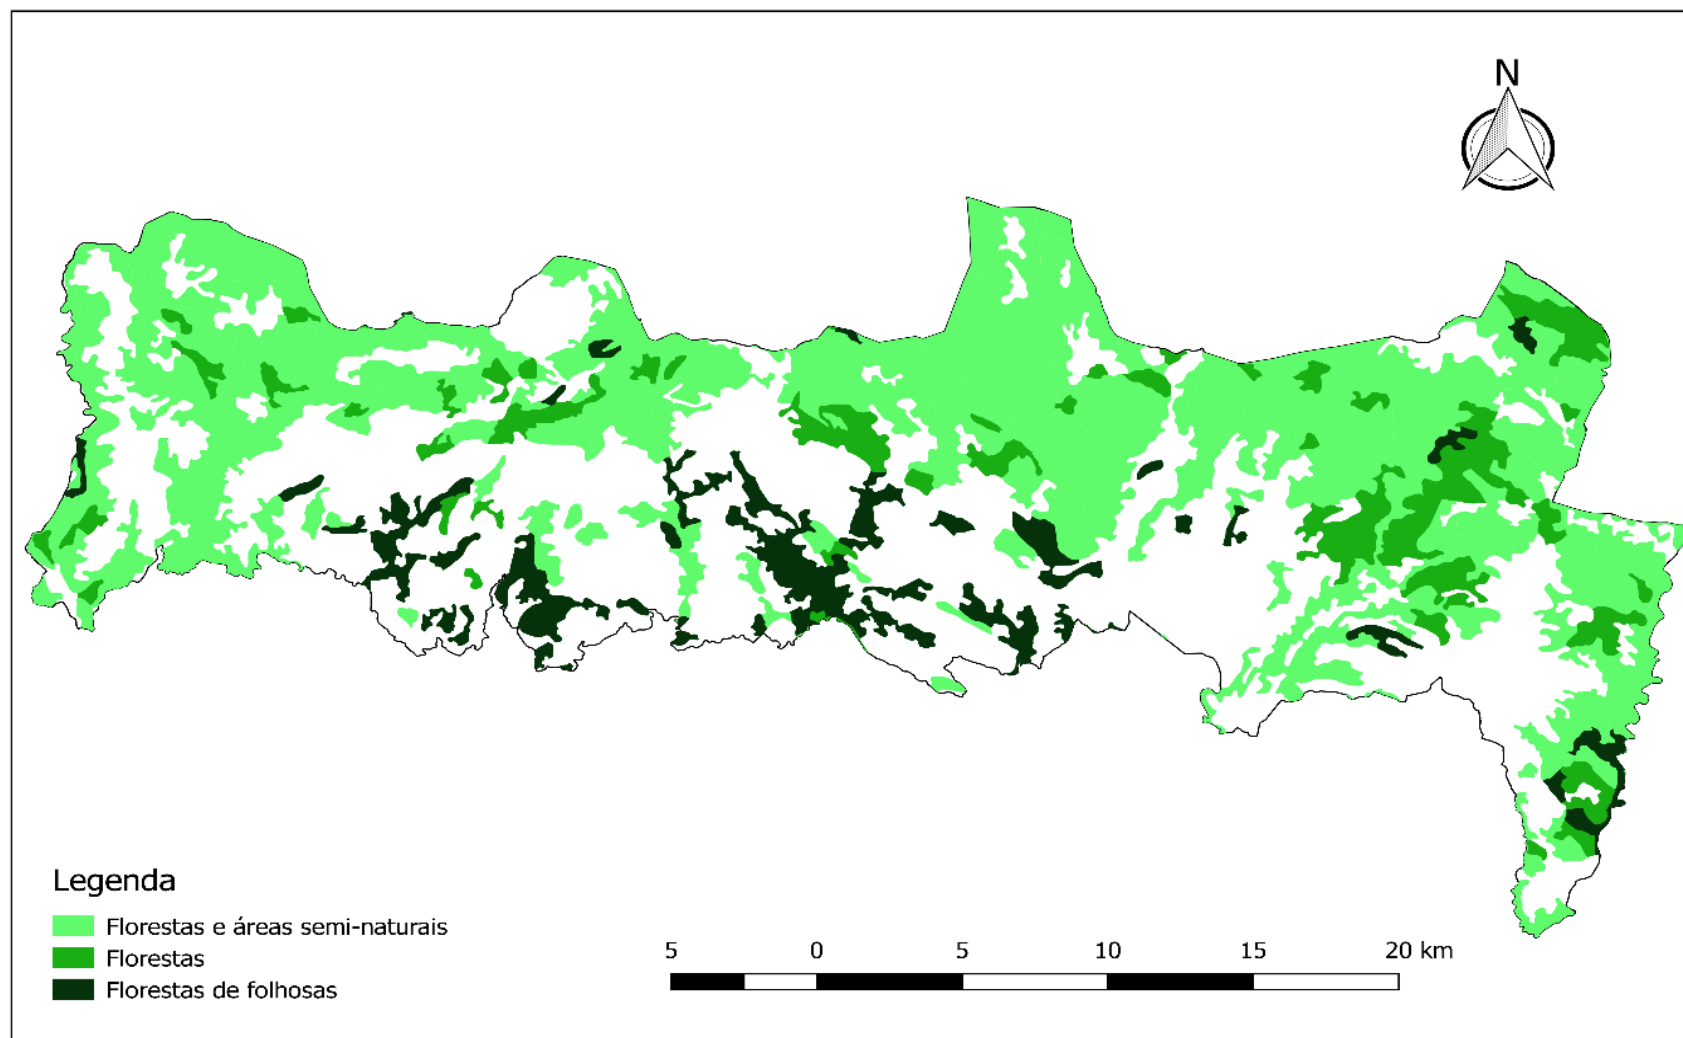 N
Legenda
Florestas e áreas semi-naturais
Florestas
Florestas de folhosas
5 0 5 10 15 20 km